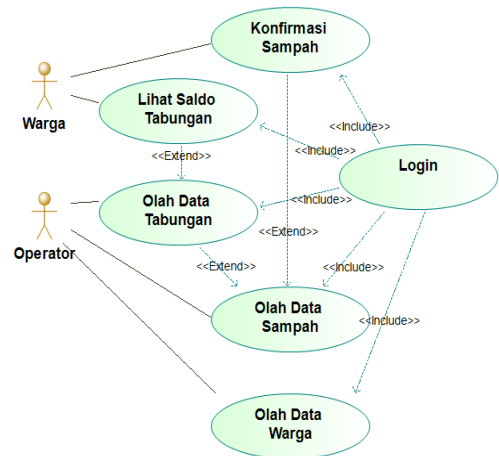 Konfirmasi
Sampah
Warga
Lihat Saldo
Tabungan
<<Include>>
<<Extend>>
<<Include>>
Login
Operator
Olah Data
Tabungan
<<Include>>
<<Extend>>
<<Extend>>
<<Include>>
Olah Data
Sampah
<<Include>>
Olah Data
Warga